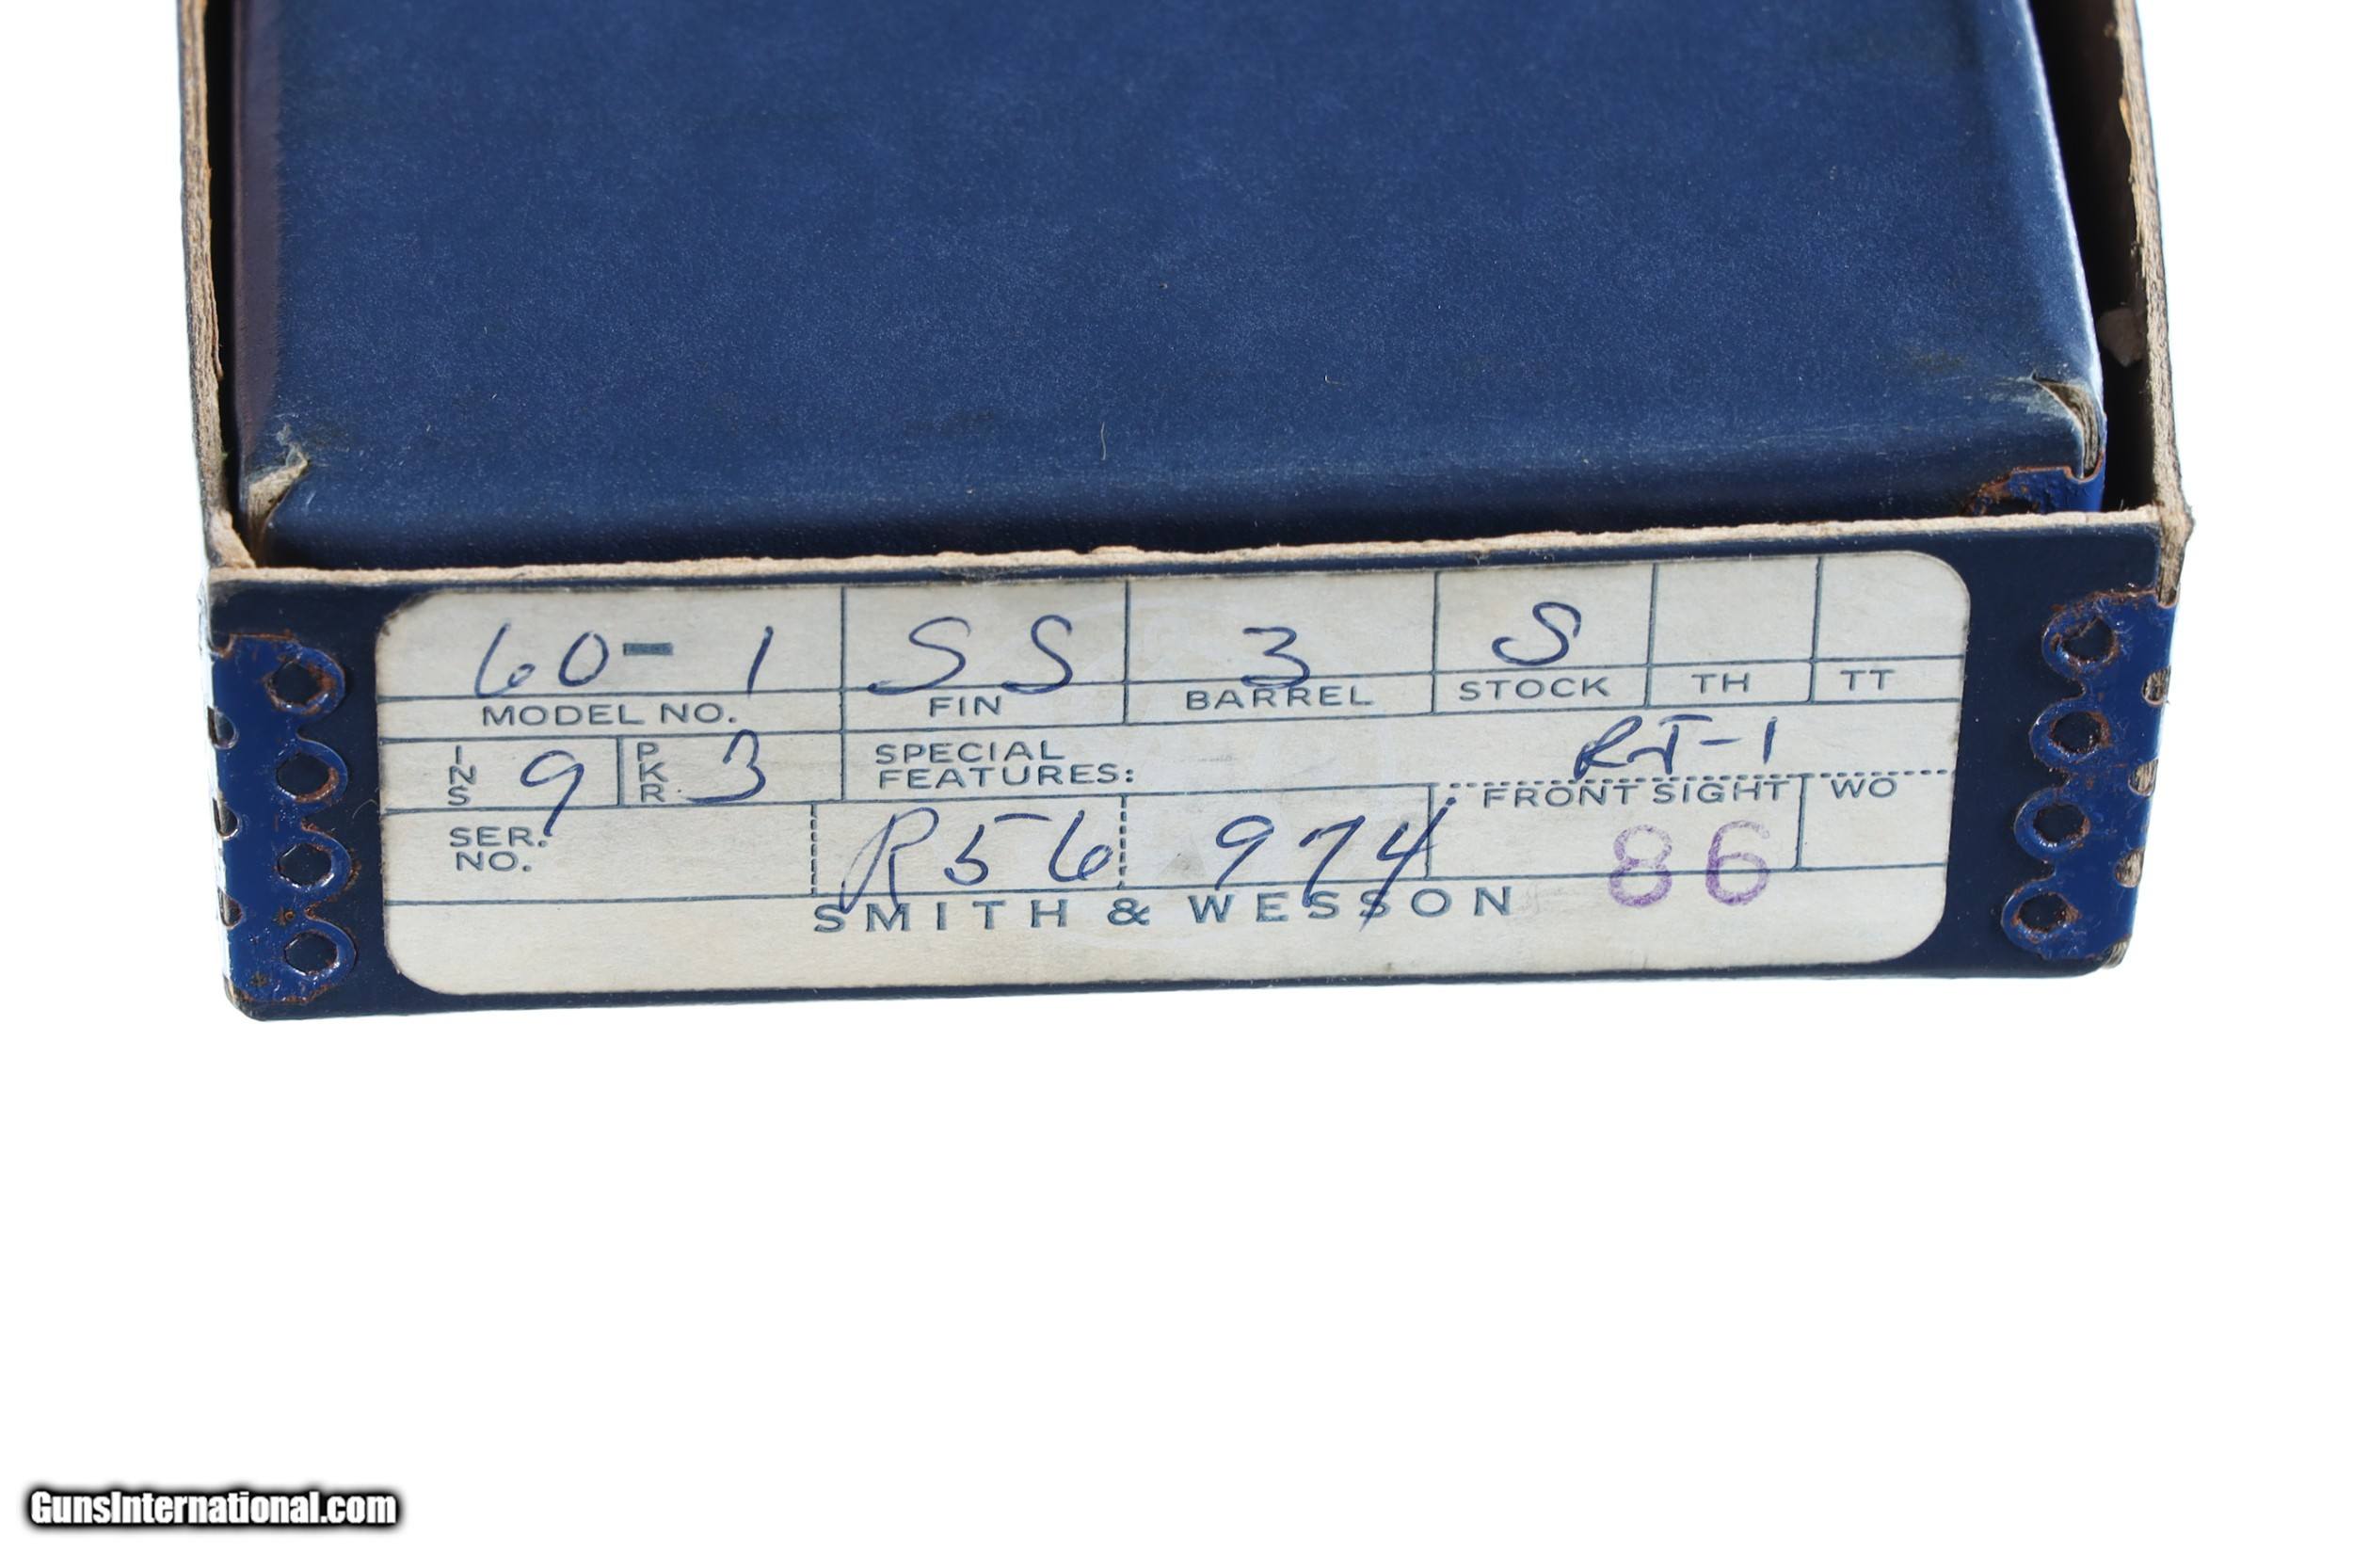 60-1 SS 3 S
MODEL NO. FIN BARREL STOCK TH TT
INS 9 PKR 3 SPECIAL FEATURES: RJ-1
FRONT SIGHT WO
SER. NO. R56 974 86
SMITH & WESSON
GunsInternational.com